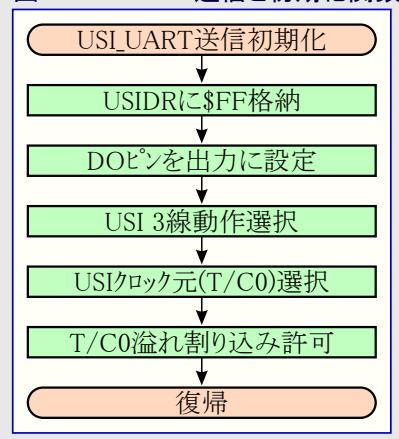 USI_UART送信初期化
USIDRに$FF格納
DOﾋﾟﾝを出力に設定
USI 3線動作選択
USIｸﾛｯｸ元(T/C0)選択
T/C0溢れ割り込み許可
復帰